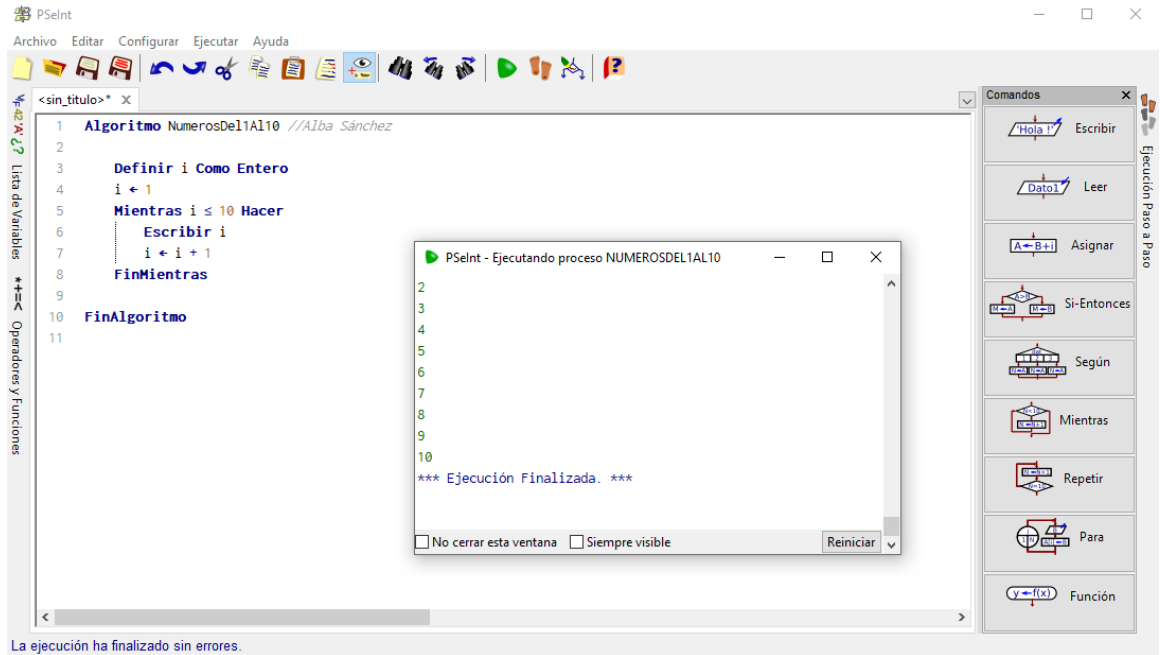 PSeInt
Archivo Editar Configurar Ejecutar Ayuda
<sin_titulo>* X
1 Algoritmo NumerosDel1Al10 //Alba Sánchez
2
3 Definir i Como Entero
4 i ← 1
5 Mientras i ≤ 10 Hacer
6 Escribir i
7 i ← i + 1
8 FinMientras
9
10 FinAlgoritmo
11
Lista de Variables
*+=< Operadores y Funciones
PSeInt - Ejecutando proceso NUMEROSDEL1AL10
2
3
4
5
6
7
8
9
10
*** Ejecución Finalizada. ***
No cerrar esta ventana Siempre visible Reiniciar
Comandos
'Hola !' Escribir
Dato1 Leer
A←B+i Asignar
Si-Entonces
Según
Mientras
Repetir
Para
y←f(x) Función
Ejecución Paso a Paso
La ejecución ha finalizado sin errores.